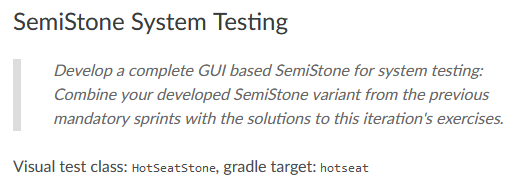 SemiStone System Testing
Develop a complete GUI based SemiStone for system testing:
Combine your developed SemiStone variant from the previous
mandatory sprints with the solutions to this iteration's exercises.
Visual test class: HotSeatStone, gradle target: hotseat